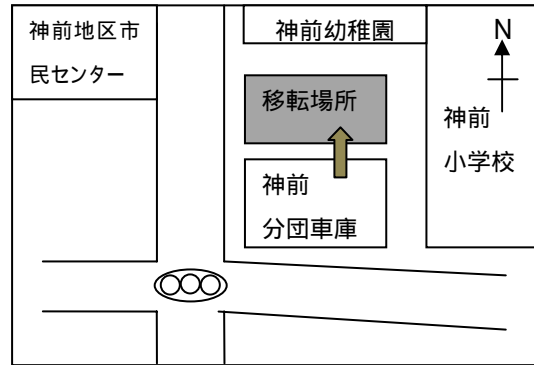 神前地区市
民センター
神前幼稚園
N
移転場所
神前
小学校
神前
分団車庫